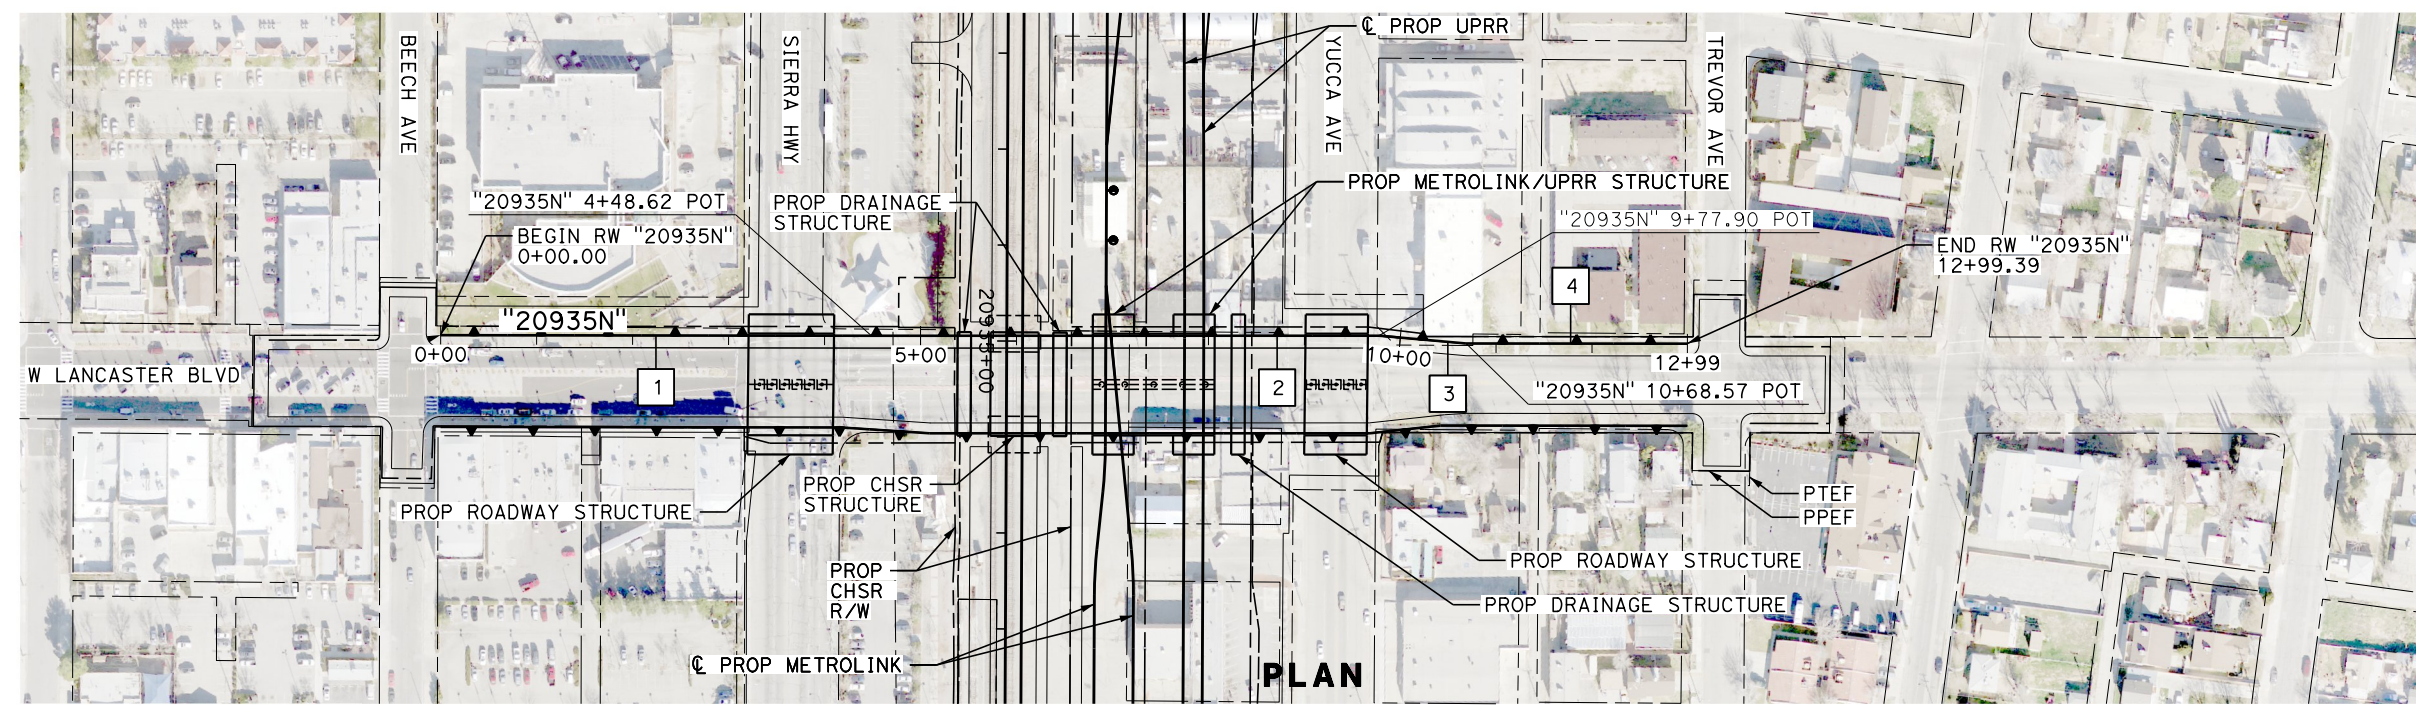 BEECH AVE
SIERRA HWY
℄ PROP UPRR
YUCCA AVE
TREVOR AVE
"20935N" 4+48.62 POT
PROP DRAINAGE
STRUCTURE
PROP METROLINK/UPRR STRUCTURE
"20935N" 9+77.90 POT
BEGIN RW "20935N"
0+00.00
END RW "20935N"
12+99.39
4
"20935N"
20935+00
0+00
5+00
10+00
12+99
W LANCASTER BLVD
1
2
3
"20935N" 10+68.57 POT
PROP CHSR
STRUCTURE
PROP ROADWAY STRUCTURE
PTEF
PPEF
PROP ROADWAY STRUCTURE
PROP
CHSR
R/W
PROP DRAINAGE STRUCTURE
℄ PROP METROLINK
PLAN